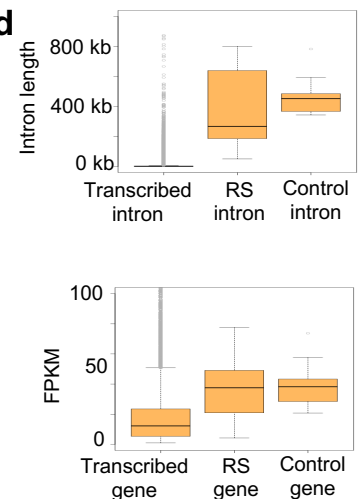 d
Intron length
800 kb
400 kb
0 kb
Transcribed intron
RS intron
Control intron
FPKM
100
50
0
Transcribed gene
RS gene
Control gene